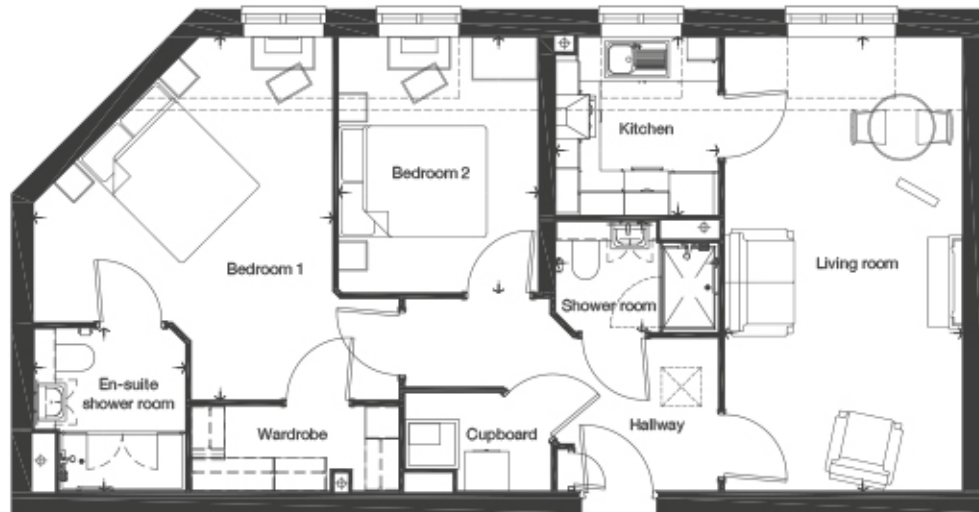 Kitchen
Bedroom 2
Bedroom 1
Living room
Shower room
En-suite
shower room
Wardrobe
Cupboard
Hallway